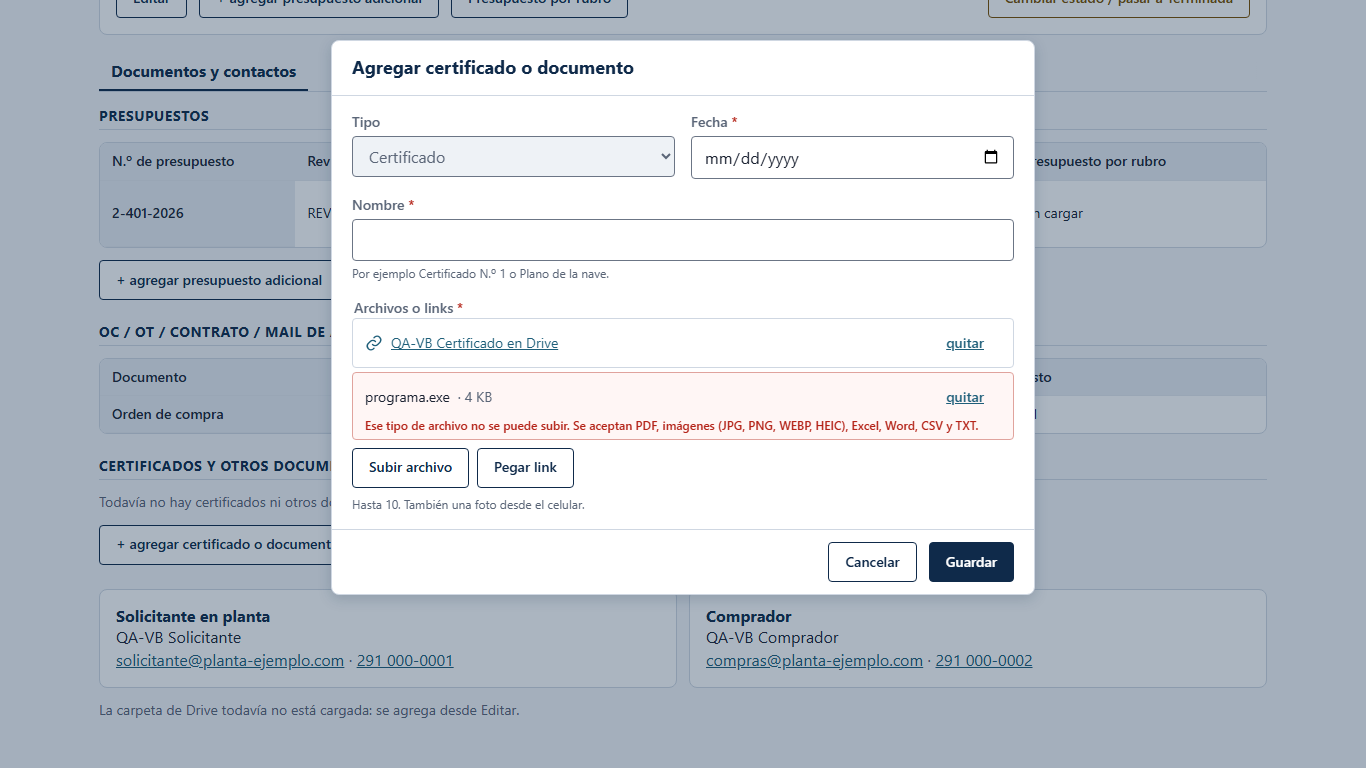 Editar
+ agregar presupuesto adicional
Presupuesto por rubro
Cambiar estado / pasar a Terminada
Agregar certificado o documento
Documentos y contactos
Tipo
Fecha *
Certificado
mm/dd/yyyy
PRESUPUESTOS
N.º de presupuesto
Rev
resupuesto por rubro
2-401-2026
REV
n cargar
Nombre *
Por ejemplo Certificado N.º 1 o Plano de la nave.
+ agregar presupuesto adicional
Archivos o links *
OC / OT / CONTRATO / MAIL DE
QA-VB Certificado en Drive
quitar
Documento
sto
programa.exe · 4 KB
quitar
Orden de compra
Ese tipo de archivo no se puede subir. Se aceptan PDF, imágenes (JPG, PNG, WEBP, HEIC), Excel, Word, CSV y TXT.
CERTIFICADOS Y OTROS DOCUM
Subir archivo
Pegar link
Todavía no hay certificados ni otros d
Hasta 10. También una foto desde el celular.
+ agregar certificado o document
Cancelar
Guardar
Solicitante en planta
QA-VB Solicitante
solicitante@planta-ejemplo.com · 291 000-0001
Comprador
QA-VB Comprador
compras@planta-ejemplo.com · 291 000-0002
La carpeta de Drive todavía no está cargada: se agrega desde Editar.